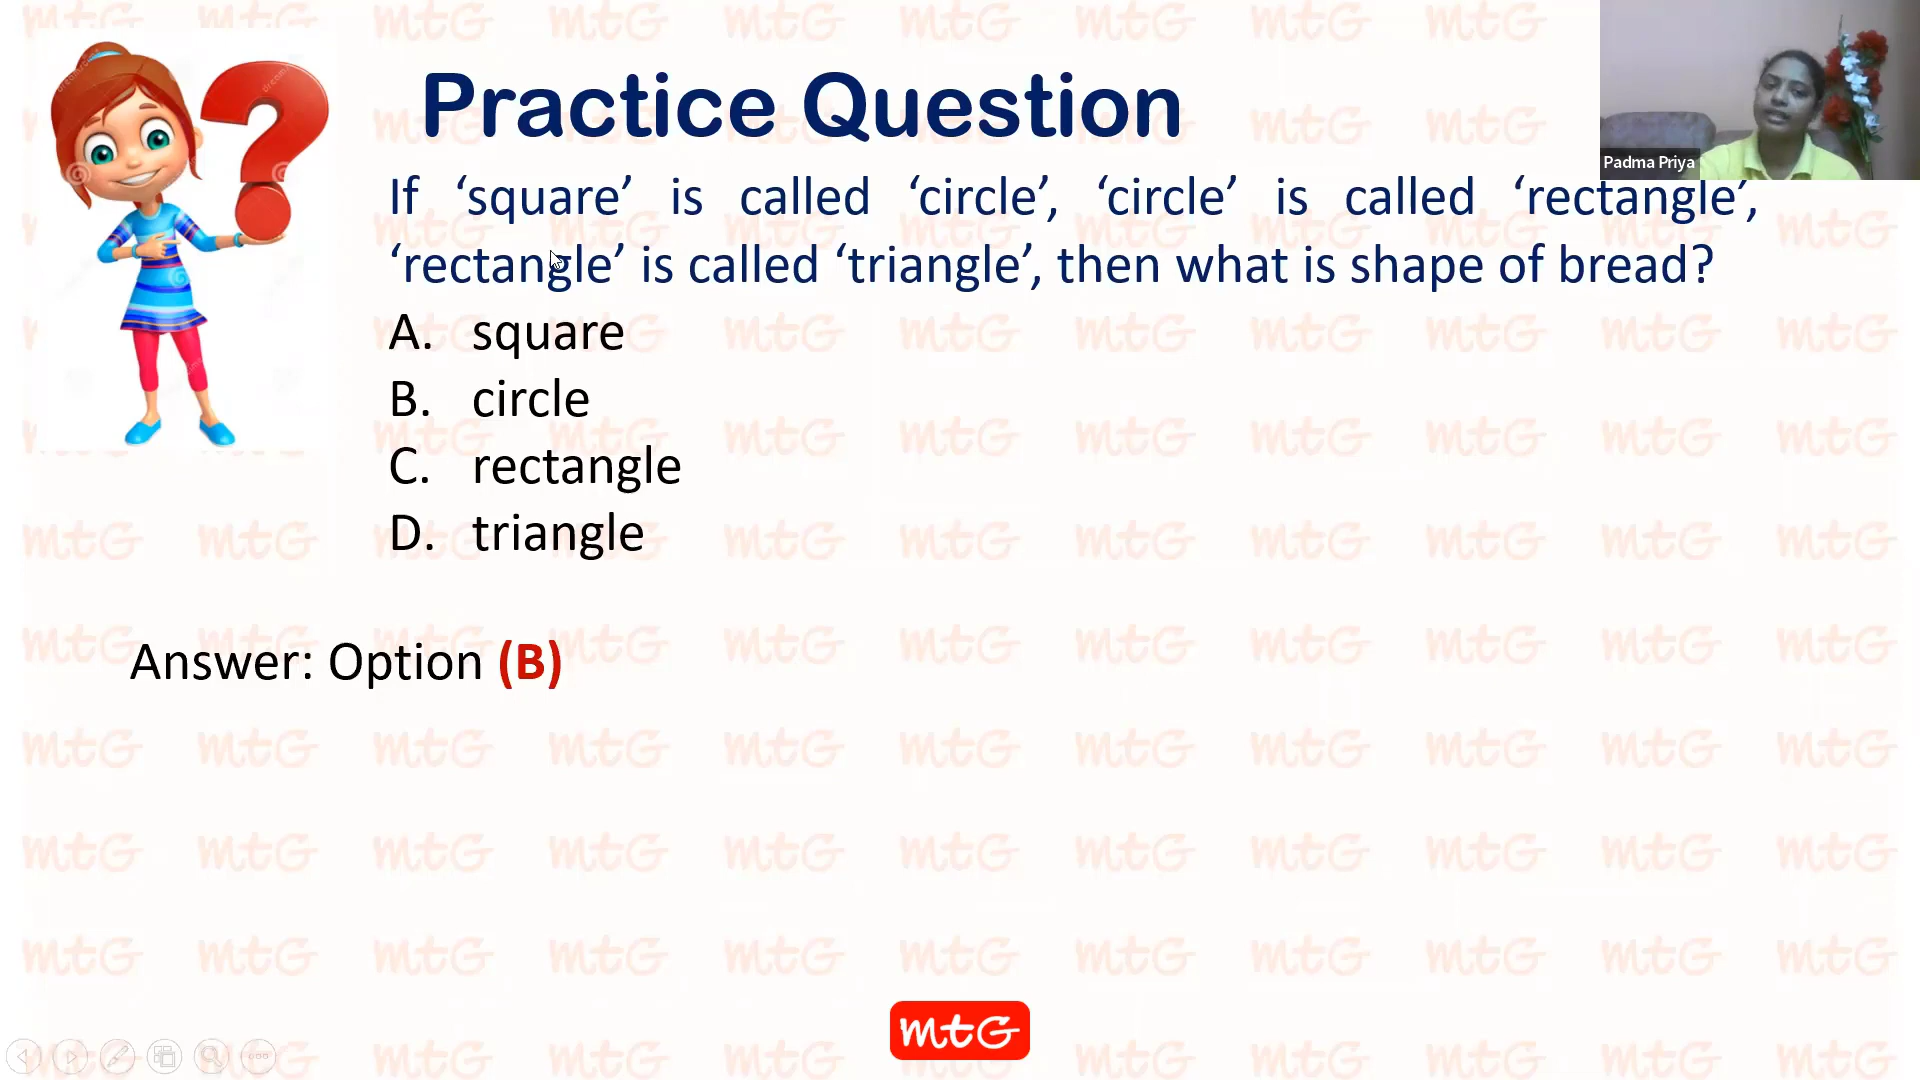 Practice Question
Padma Priya
If ‘square’ is called ‘circle’, ‘circle’ is called ‘rectangle’,
‘rectangle’ is called ‘triangle’, then what is shape of bread?
A. square
B. circle
C. rectangle
D. triangle
Answer: Option (B)
mtG